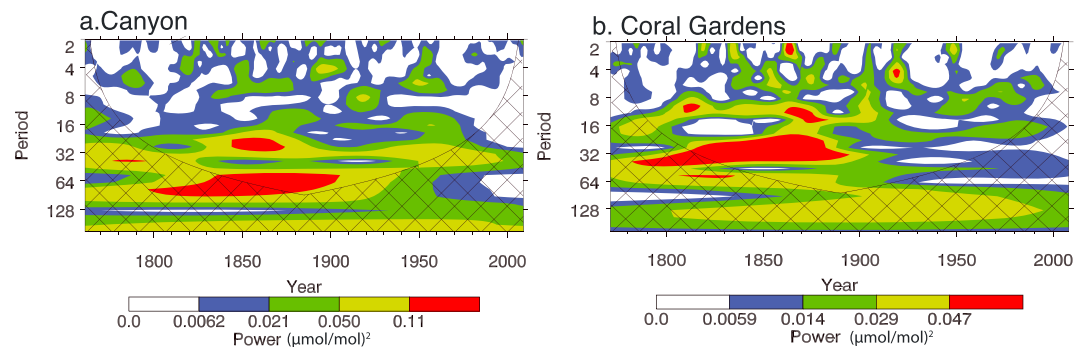 a.Canyon
2
4
8
16
32
64
128
Period
1800 1850 1900 1950 2000
Year
0.0 0.0062 0.021 0.050 0.11
Power (μmol/mol)²
b. Coral Gardens
2
4
8
16
32
64
128
Period
1800 1850 1900 1950 2000
Year
0.0 0.0059 0.014 0.029 0.047
Power (μmol/mol)²